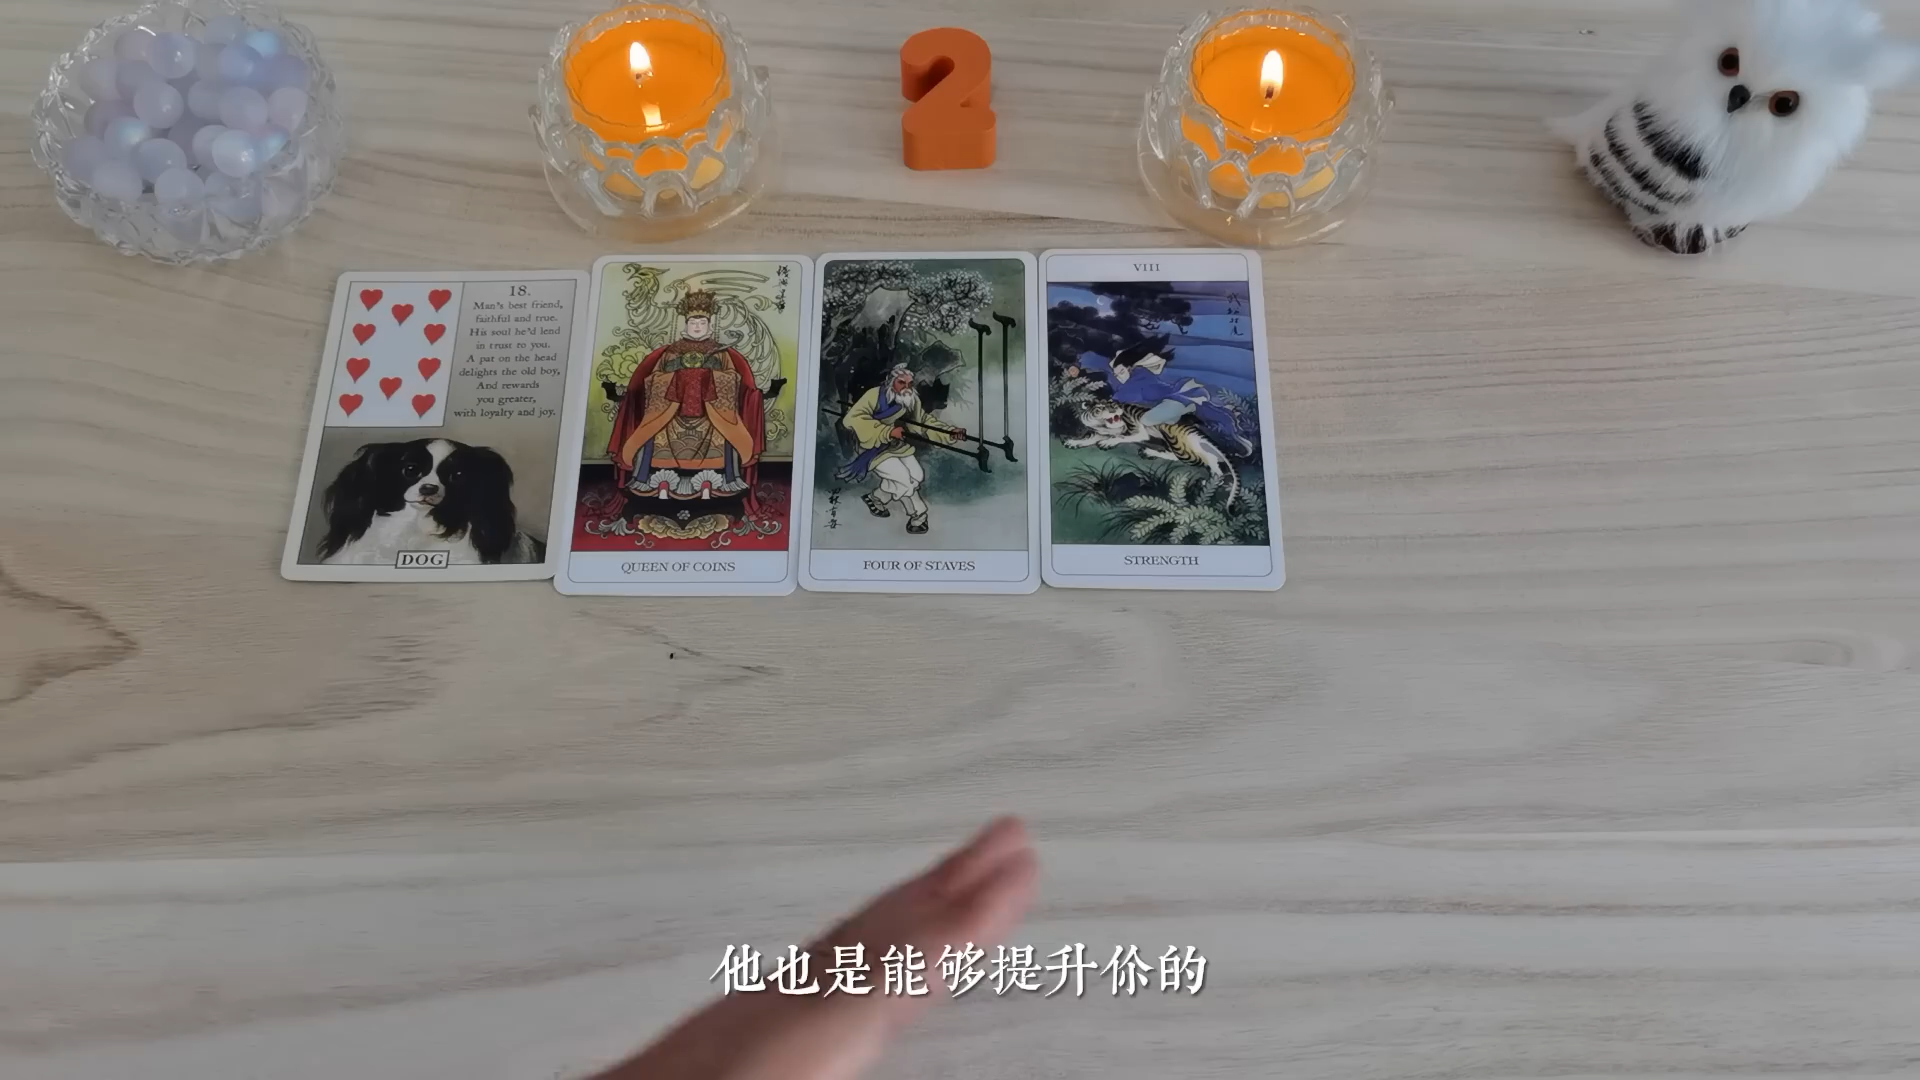 2
18.
Man's best friend,
faithful and true.
His soul he'd lend
in trust to you.
A pat on the head
delights the old boy,
And rewards
you greater,
with loyalty and joy.
DOG
QUEEN OF COINS
FOUR OF STAVES
VIII
STRENGTH
他也是能够提升你的